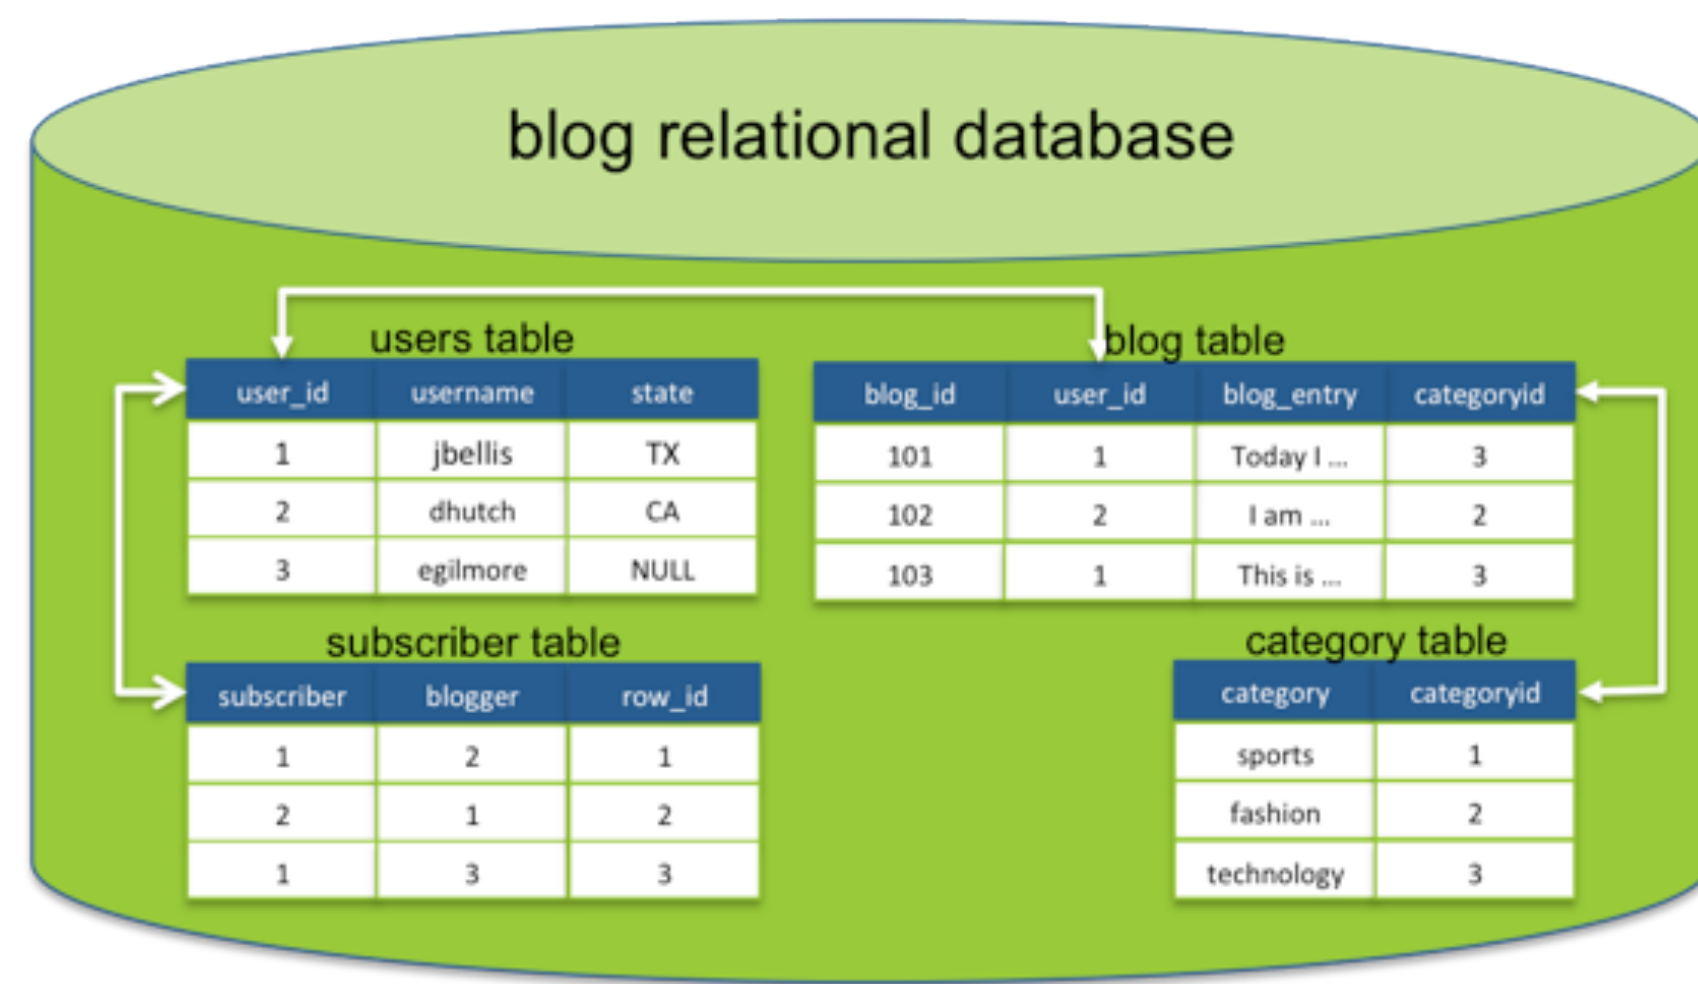 blog relational database
users table
user_id username state
1 jbellis TX
2 dhutch CA
3 egilmore NULL
blog table
blog_id user_id blog_entry categoryid
101 1 Today I ... 3
102 2 I am ... 2
103 1 This is ... 3
subscriber table
subscriber blogger row_id
1 2 1
2 1 2
1 3 3
category table
category categoryid
sports 1
fashion 2
technology 3